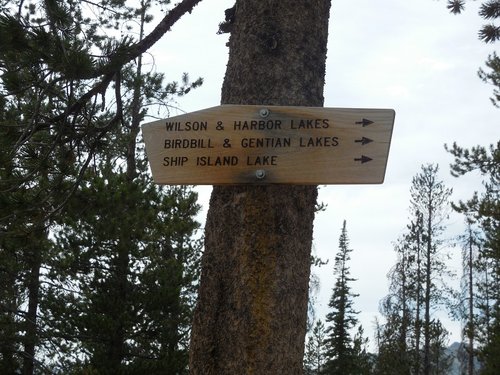 WILSON & HARBOR LAKES
BIRDBILL & GENTIAN LAKES
SHIP ISLAND LAKE